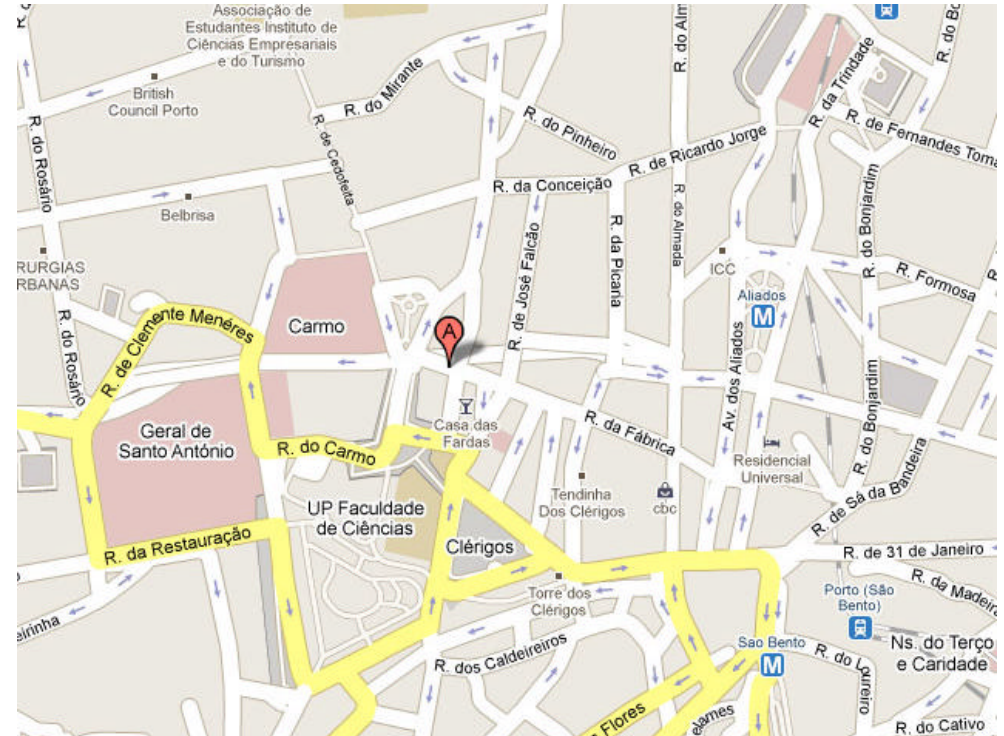 Associação de
Estudantes Instituto de
Ciências Empresariais
e do Turismo
British
Council Porto
R. do Mirante
R. do Pinheiro
R. do Alm
R. da Trindade
R. do Bo
R. de Fernandes Toma
R. de Ricardo Jorge
R. do Rosário
R. de Cedofeita
R. da Conceição
Belbrisa
R. do Almada
R. da Picaria
R. de José Falcão
R. do Bonjardim
RURGIAS
RBANAS
ICC
R. Formosa
Aliados
M
R. de Clemente Menéres
Carmo
A
R. do Rosário
Av. dos Aliados
R. do Bonjardim
Casa das
Fardas
R. da Fábrica
Geral de
Santo António
R. do Carmo
Residencial
Universal
R. de Sá da Bandeira
Tendinha
Dos Clérigos
cbc
UP Faculdade
de Ciências
Clérigos
R. da Restauração
R. de 31 de Janeiro
R. da Madeira
Torre dos
Clérigos
Porto (São
Bento)
eirinha
R. dos Caldeireiros
Sao Bento
M
R. do Loureiro
Ns. do Terço
e Caridade
Flores
R. do Cativo